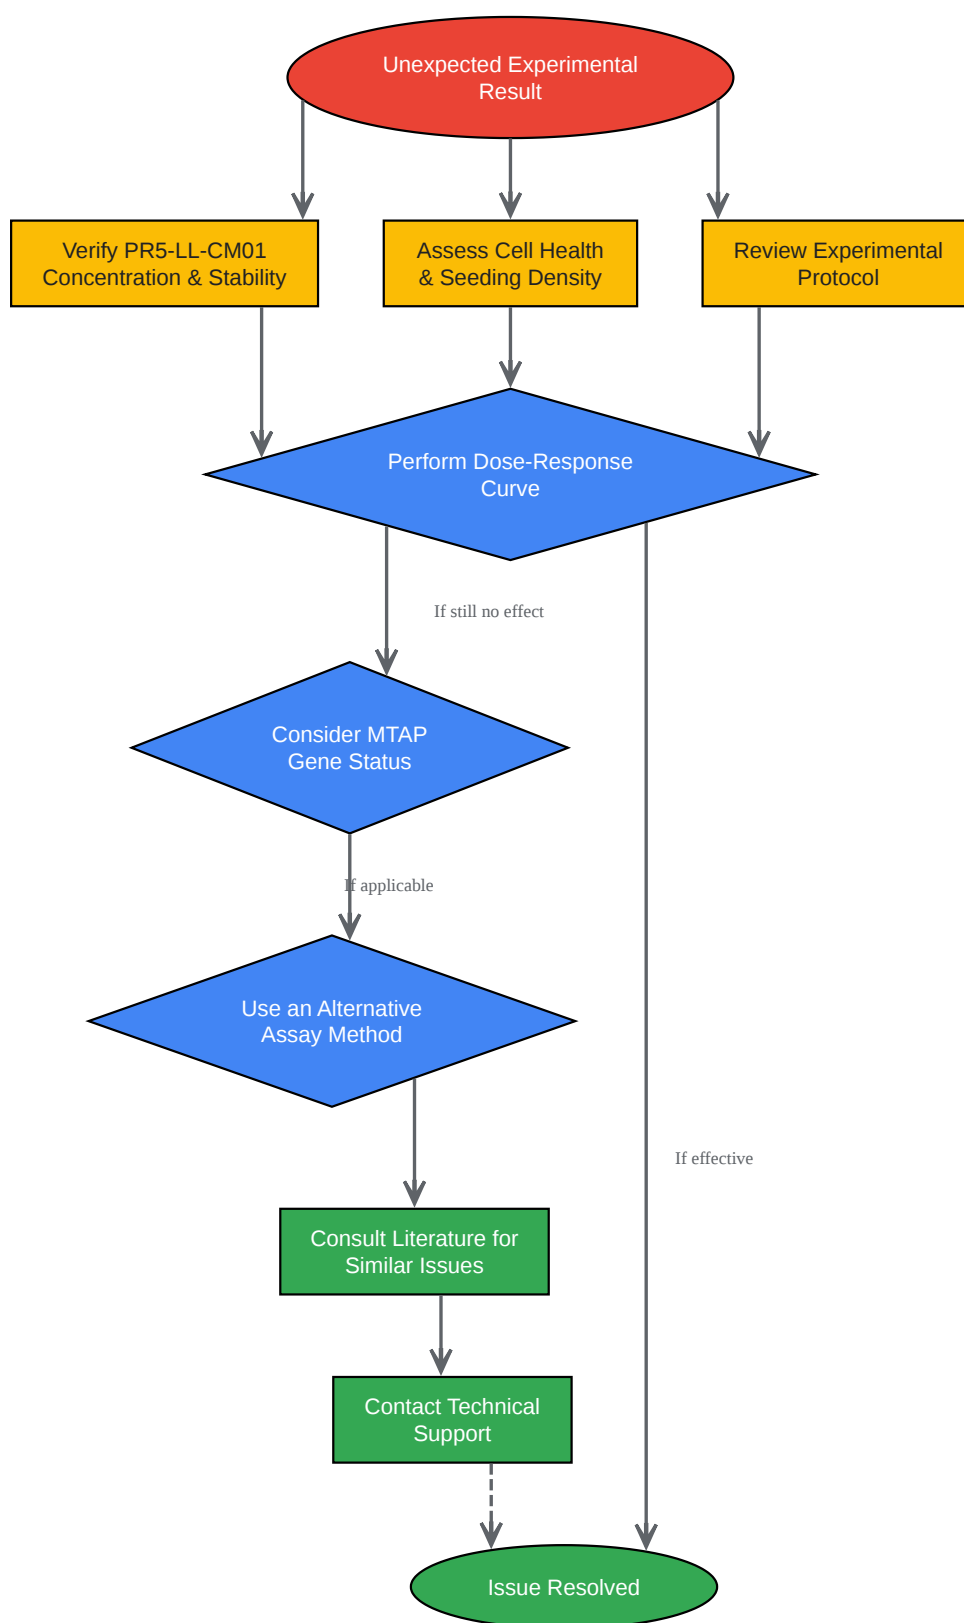 Unexpected Experimental
Result
Verify PR5-LL-CM01
Concentration & Stability
Assess Cell Health
& Seeding Density
Review Experimental
Protocol
Perform Dose-Response
Curve
If still no effect
Consider MTAP
Gene Status
If applicable
Use an Alternative
Assay Method
If effective
Consult Literature for
Similar Issues
Contact Technical
Support
Issue Resolved